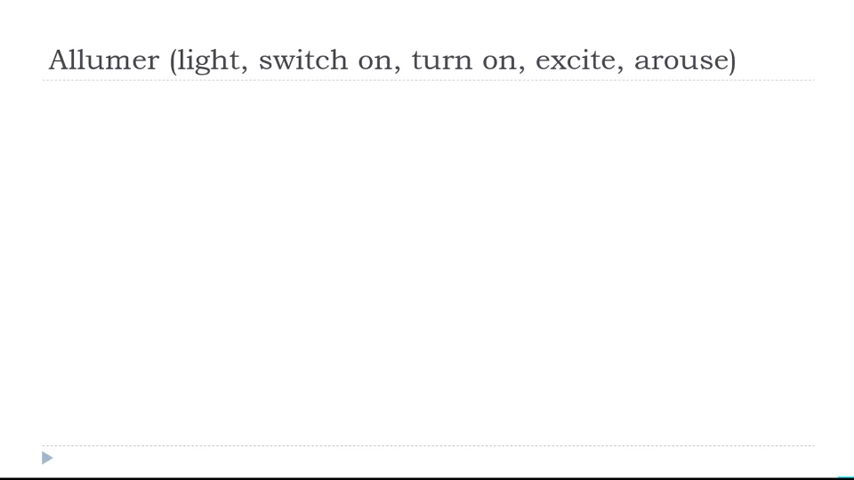 Allumer (light, switch on, turn on, excite, arouse)